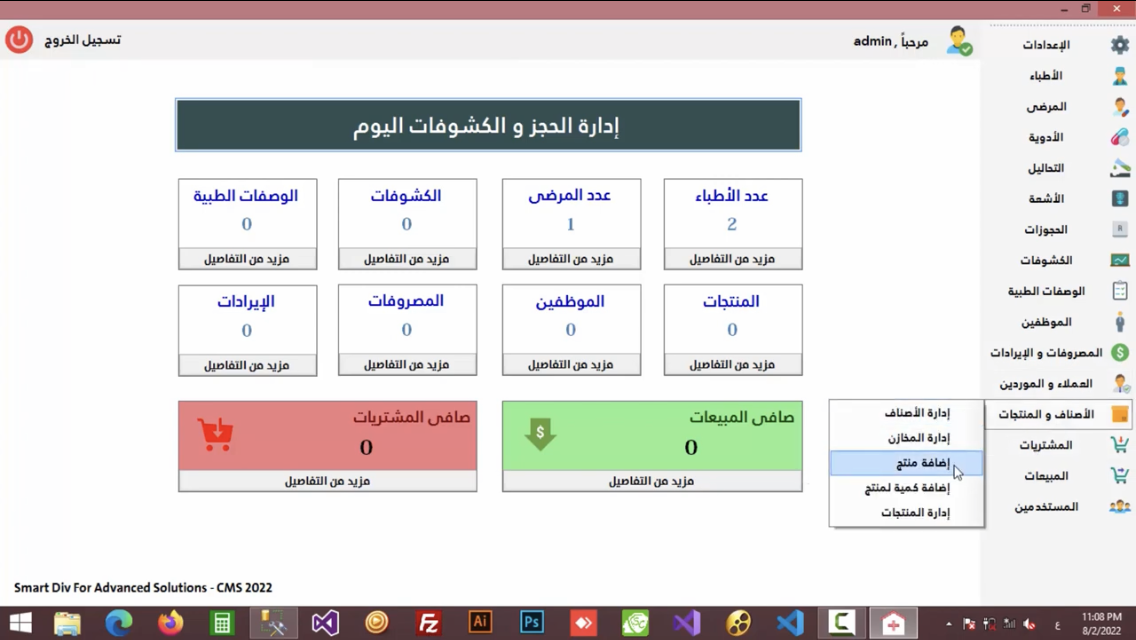 تسجيل الخروج
مرحباً , admin
إدارة الحجز و الكشوفات اليوم
عدد الأطباء
2
مزيد من التفاصيل
عدد المرضى
1
مزيد من التفاصيل
الكشوفات
0
مزيد من التفاصيل
الوصفات الطبية
0
مزيد من التفاصيل
المنتجات
0
مزيد من التفاصيل
الموظفين
0
مزيد من التفاصيل
المصروفات
0
مزيد من التفاصيل
الإيرادات
0
مزيد من التفاصيل
صافي المبيعات
0
مزيد من التفاصيل
صافي المشتريات
0
مزيد من التفاصيل
الإعدادات
الأطباء
المرضى
الأدوية
التحاليل
الأشعة
الحجوزات
الكشوفات
الوصفات الطبية
الموظفين
المصروفات و الإيرادات
العملاء و الموردين
الأصناف و المنتجات
المشتريات
المبيعات
المستخدمين
إدارة الأصناف
إدارة المخازن
إضافة منتج
إضافة كمية لمنتج
إدارة المنتجات
Smart Div For Advanced Solutions - CMS 2022
Fz
Ai
Ps
C
ع
11:08 PM
8/2/2022